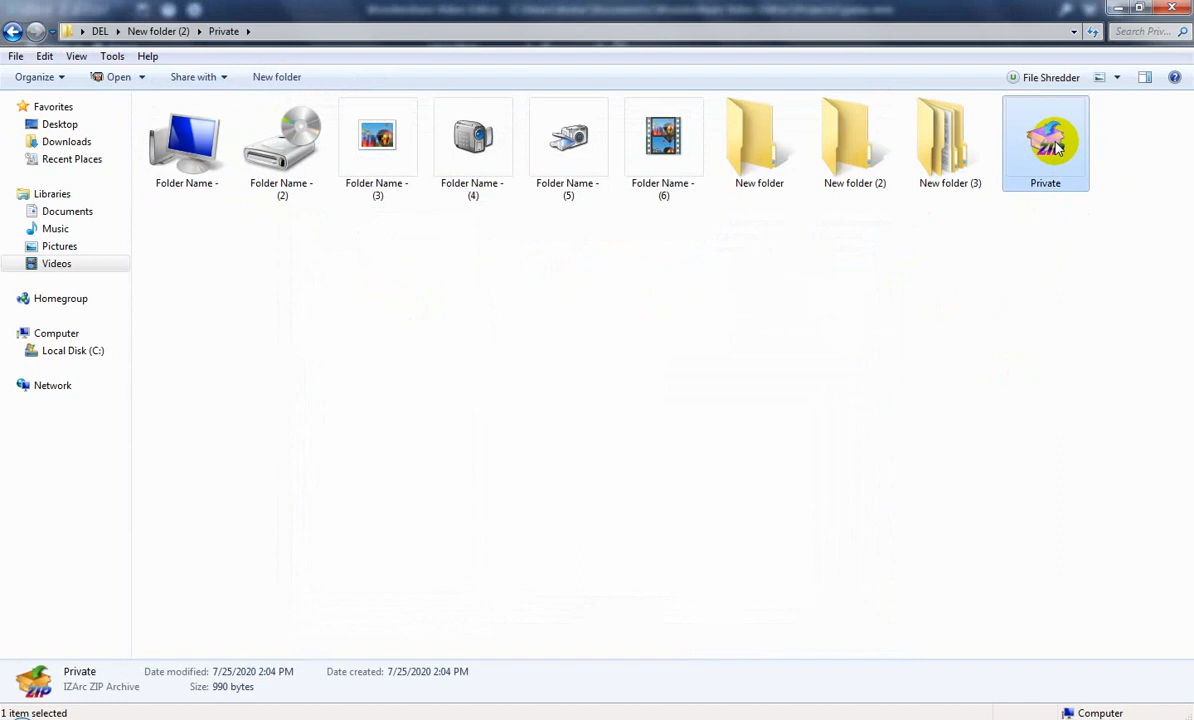 DEL
New folder (2)
Private
Search Priv...
File
Edit
View
Tools
Help
Organize
Open
Share with
New folder
File Shredder
Favorites
Desktop
Downloads
Recent Places
Libraries
Documents
Music
Pictures
Videos
Homegroup
Computer
Local Disk (C:)
Network
Folder Name -
Folder Name -
(2)
Folder Name -
(3)
Folder Name -
(4)
Folder Name -
(5)
Folder Name -
(6)
New folder
New folder (2)
New folder (3)
ZIP
Private
ZIP
Private
Date modified: 7/25/2020 2:04 PM
Date created: 7/25/2020 2:04 PM
IZArc ZIP Archive
Size: 990 bytes
1 item selected
Computer